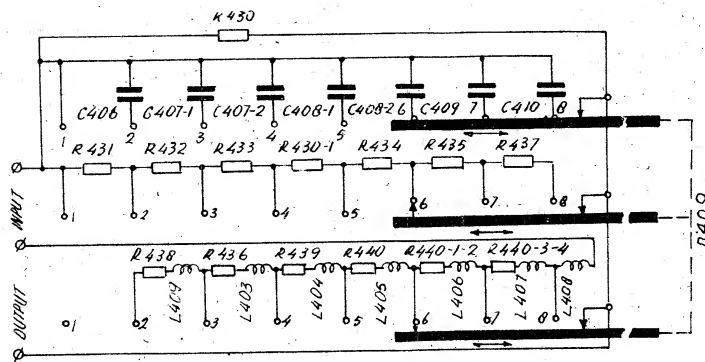 R430
C406 C407-1 C407-2 C408-1 C408-2 C409 C410
1 2 3 4 5 6 7 8
R431 R432 R433 R430-1 R434 R435 R437
1 2 3 4 5 6 7 8
INPUT
R438 R436 R439 R440 R440-1-2 R440-3-4
L409 L403 L404 L405 L406 L407 L408
1 2 3 4 5 6 7 8
OUTPUT